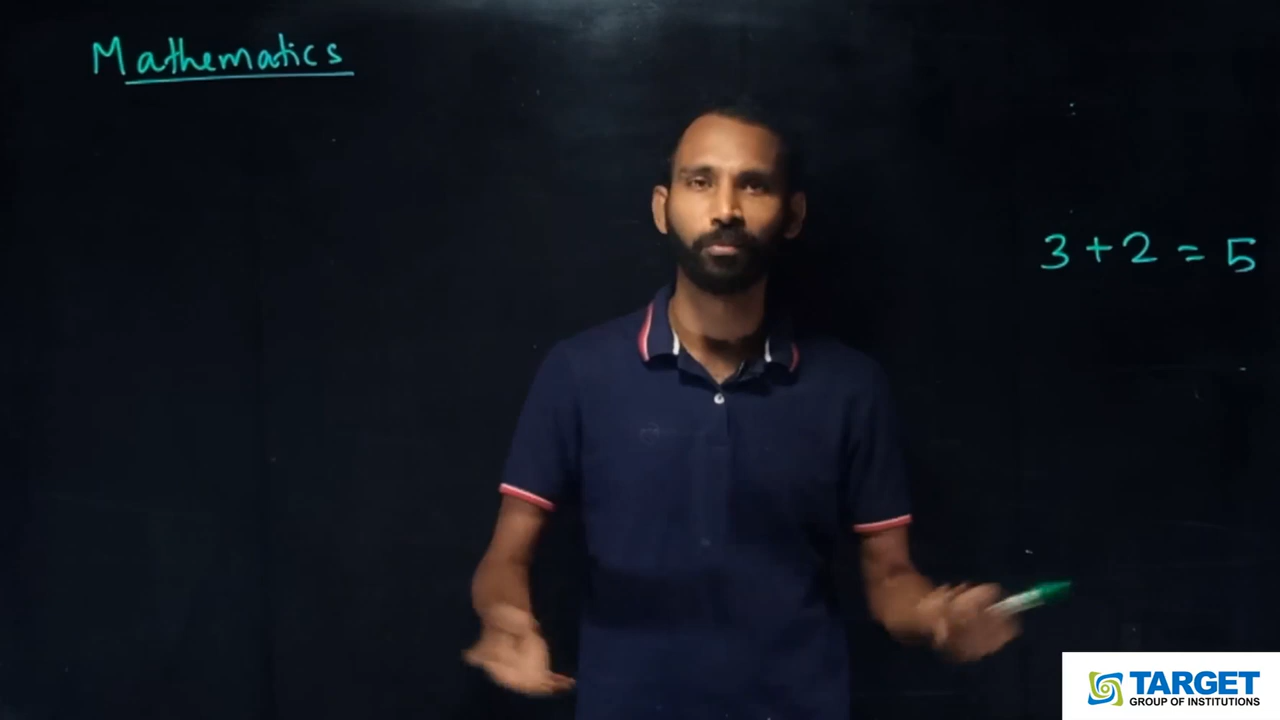 Mathematics
3 + 2 = 5
TARGET
GROUP OF INSTITUTIONS